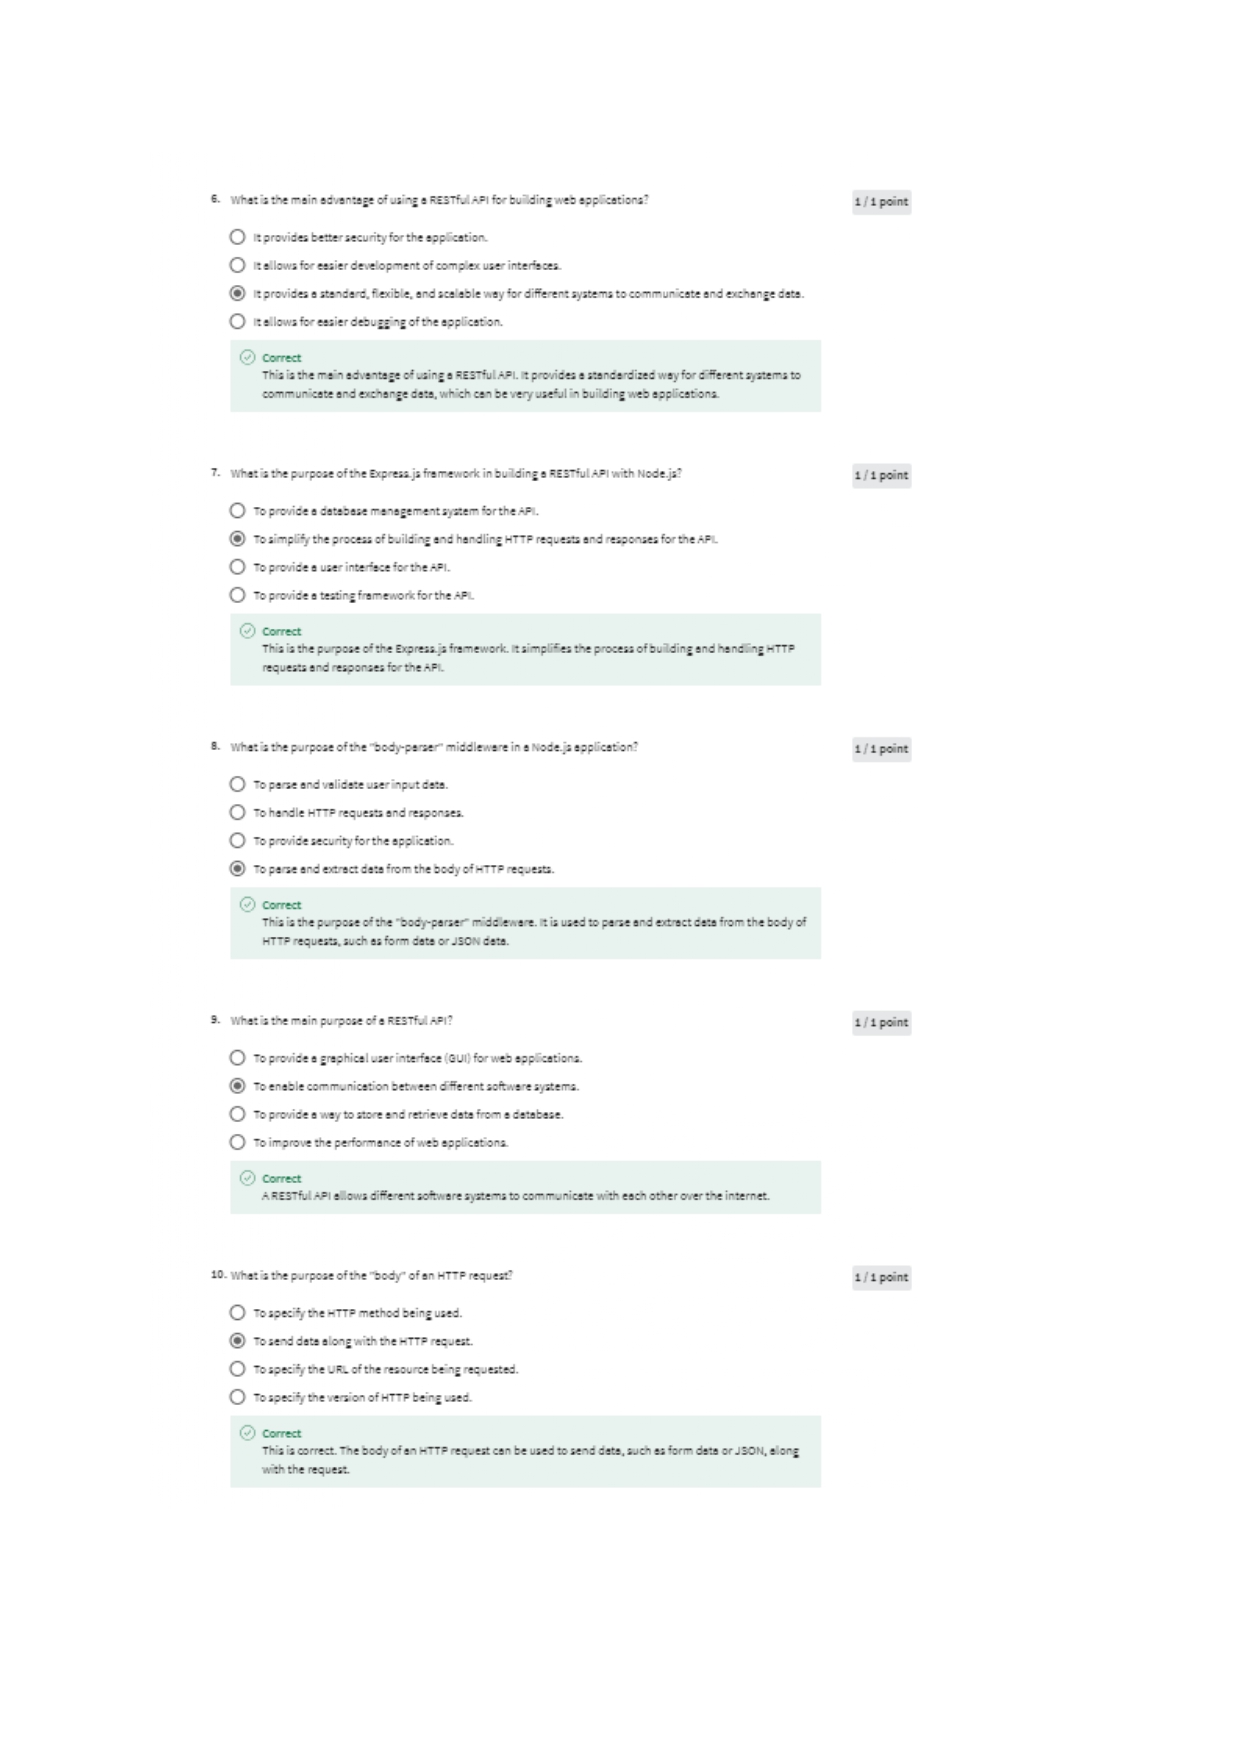 6. What is the main advantage of using a RESTful API for building web applications?
1 / 1 point
It provides better security for the application.
It allows for easier development of complex user interfaces.
It provides a standard, flexible, and scalable way for different systems to communicate and exchange data.
It allows for easier debugging of the application.
Correct
This is the main advantage of using a RESTful API. It provides a standardized way for different systems to
communicate and exchange data, which can be very useful in building web applications.
7. What is the purpose of the Express.js framework in building a RESTful API with Node.js?
1 / 1 point
To provide a database management system for the API.
To simplify the process of building and handling HTTP requests and responses for the API.
To provide a user interface for the API.
To provide a testing framework for the API.
Correct
This is the purpose of the Express.js framework. It simplifies the process of building and handling HTTP
requests and responses for the API.
8. What is the purpose of the "body-parser" middleware in a Node.js application?
1 / 1 point
To parse and validate user input data.
To handle HTTP requests and responses.
To provide security for the application.
To parse and extract data from the body of HTTP requests.
Correct
This is the purpose of the "body-parser" middleware. It is used to parse and extract data from the body of
HTTP requests, such as form data or JSON data.
9. What is the main purpose of a RESTful API?
1 / 1 point
To provide a graphical user interface (GUI) for web applications.
To enable communication between different software systems.
To provide a way to store and retrieve data from a database.
To improve the performance of web applications.
Correct
A RESTful API allows different software systems to communicate with each other over the internet.
10. What is the purpose of the "body" of an HTTP request?
1 / 1 point
To specify the HTTP method being used.
To send data along with the HTTP request.
To specify the URL of the resource being requested.
To specify the version of HTTP being used.
Correct
This is correct. The body of an HTTP request can be used to send data, such as form data or JSON, along
with the request.